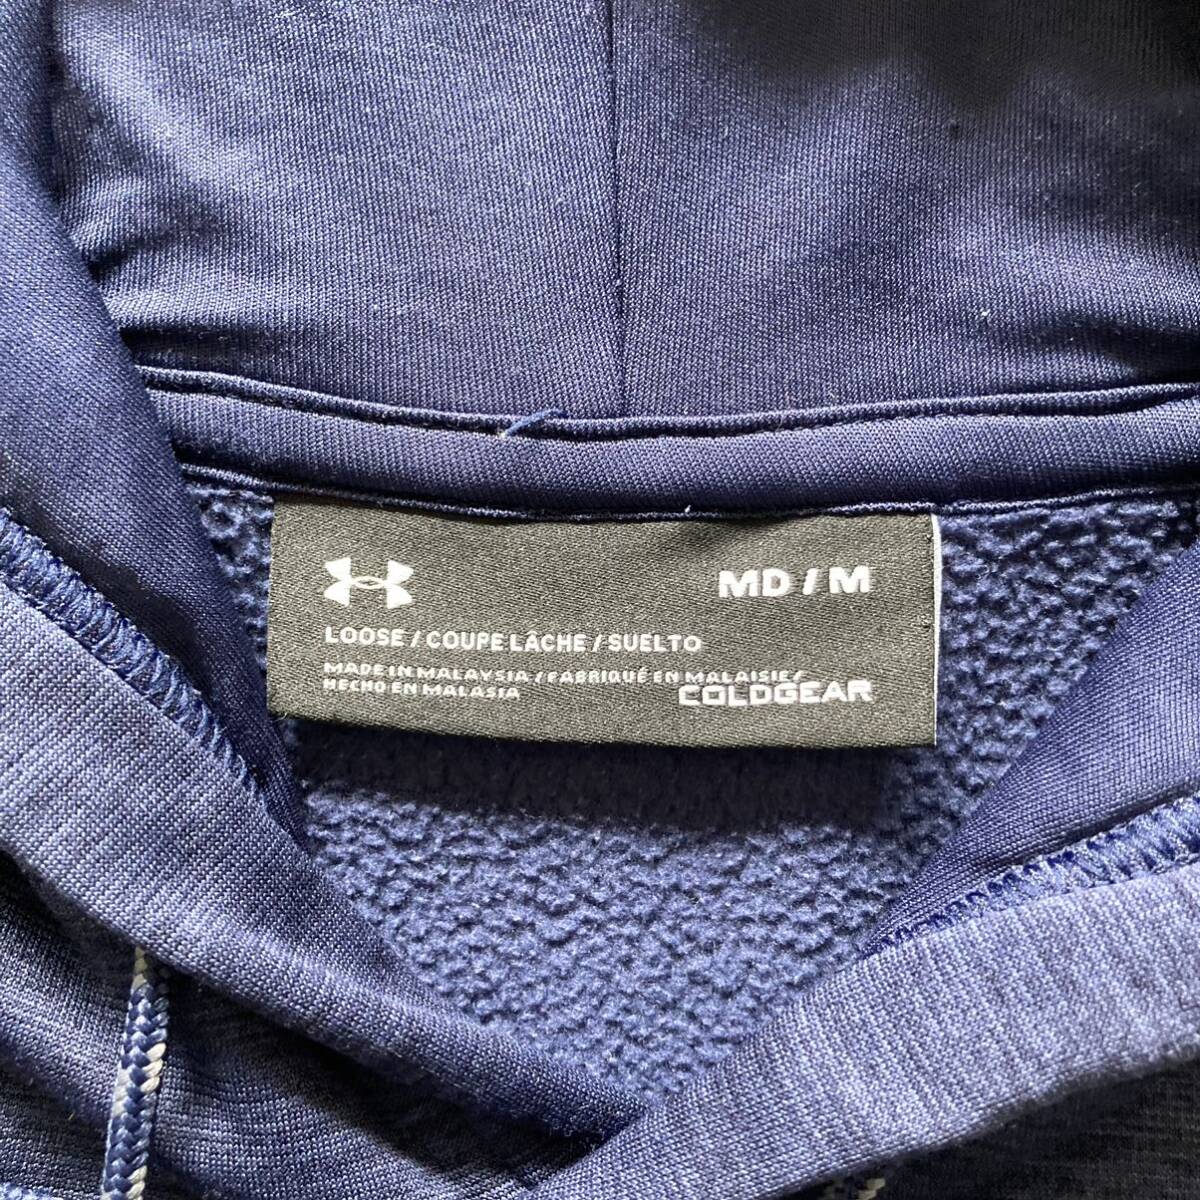 MD / M
LOOSE / COUPE LÂCHE / SUELTO
MADE IN MALAYSIA / FABRIQUÉ EN MALAISIE /
HECHO EN MALASIA
COLDGEAR